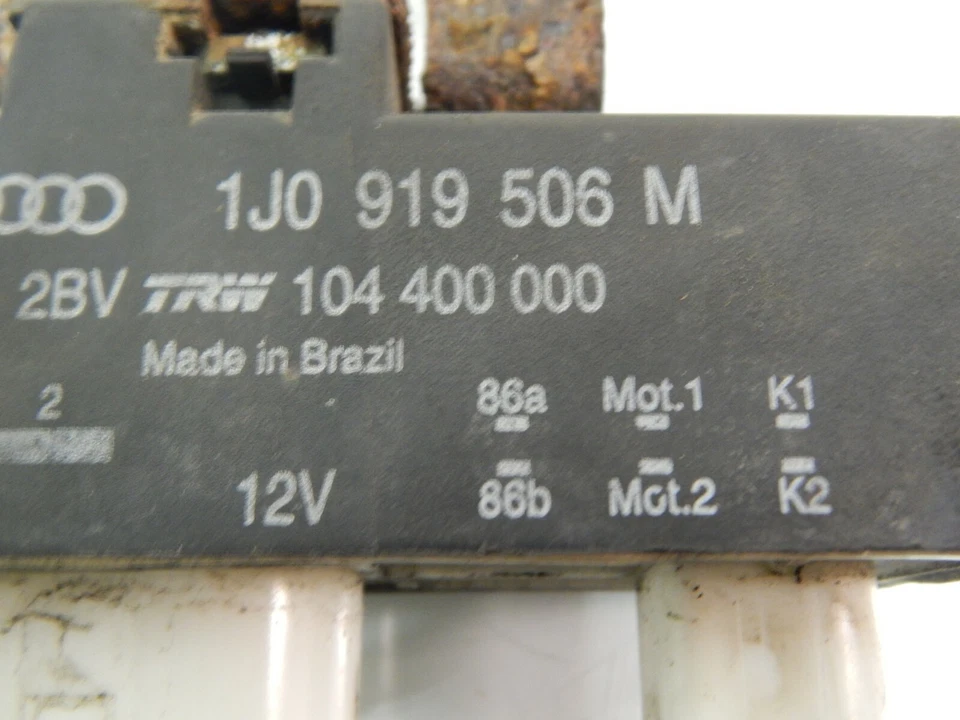 1J0 919 506 M
2BV TRW 104 400 000
Made in Brazil
2
86a Mot.1 K1
12V
86b Mot.2 K2